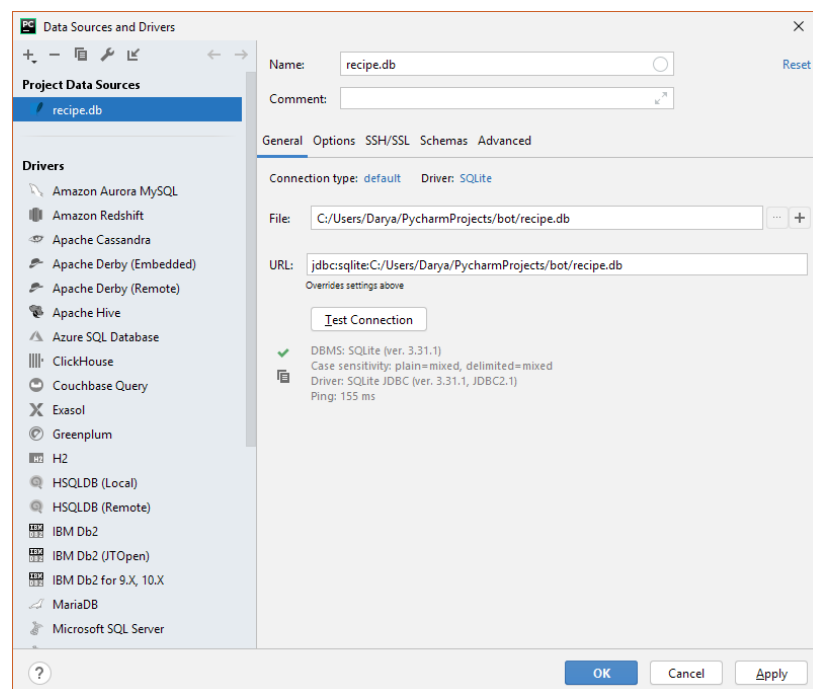 PC Data Sources and Drivers
Project Data Sources
recipe.db
Drivers
Amazon Aurora MySQL
Amazon Redshift
Apache Cassandra
Apache Derby (Embedded)
Apache Derby (Remote)
Apache Hive
Azure SQL Database
ClickHouse
Couchbase Query
Exasol
Greenplum
H2 H2
HSQLDB (Local)
HSQLDB (Remote)
IBM Db2
IBM Db2 (JTOpen)
IBM Db2 for 9.X, 10.X
MariaDB
Microsoft SQL Server
Name: recipe.db Reset
Comment:
General Options SSH/SSL Schemas Advanced
Connection type: default Driver: SQLite
File: C:/Users/Darya/PycharmProjects/bot/recipe.db ...
URL: jdbc:sqlite:C:/Users/Darya/PycharmProjects/bot/recipe.db
Overrides settings above
Test Connection
DBMS: SQLite (ver. 3.31.1)
Case sensitivity: plain=mixed, delimited=mixed
Driver: SQLite JDBC (ver. 3.31.1, JDBC2.1)
Ping: 155 ms
? OK Cancel Apply